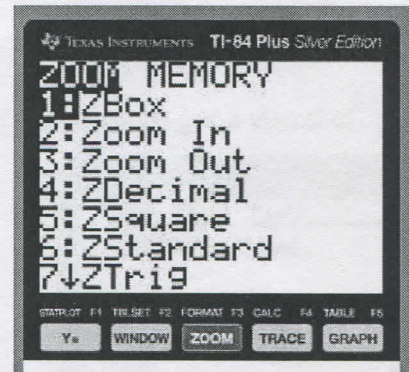 TEXAS INSTRUMENTS TI-84 Plus Silver Edition
ZOOM MEMORY
1:ZBox
2:Zoom In
3:Zoom Out
4:ZDecimal
5:ZSquare
6:ZStandard
7↓ZTrig
STATPLOT F1 TBLSET F2 FORMAT F3 CALC F4 TABLE F5
Y= WINDOW ZOOM TRACE GRAPH